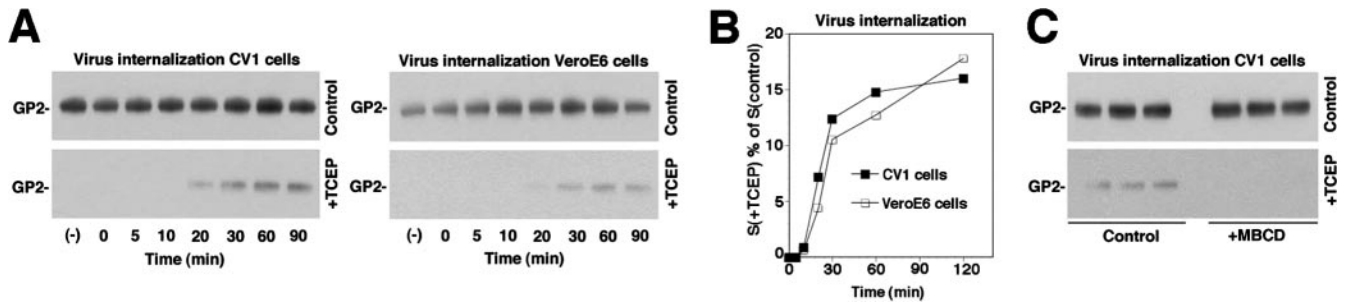 A
Virus internalization CV1 cells
GP2-
Control
GP2-
+TCEP
(-) 0 5 10 20 30 60 90
Time (min)
Virus internalization VeroE6 cells
GP2-
Control
GP2-
+TCEP
(-) 0 5 10 20 30 60 90
Time (min)
B
Virus internalization
S(+TCEP) % of S(control)
20
15
10
5
0
CV1 cells
VeroE6 cells
0 30 60 90 120
Time (min)
C
Virus internalization CV1 cells
GP2-
Control
GP2-
+TCEP
Control +MBCD